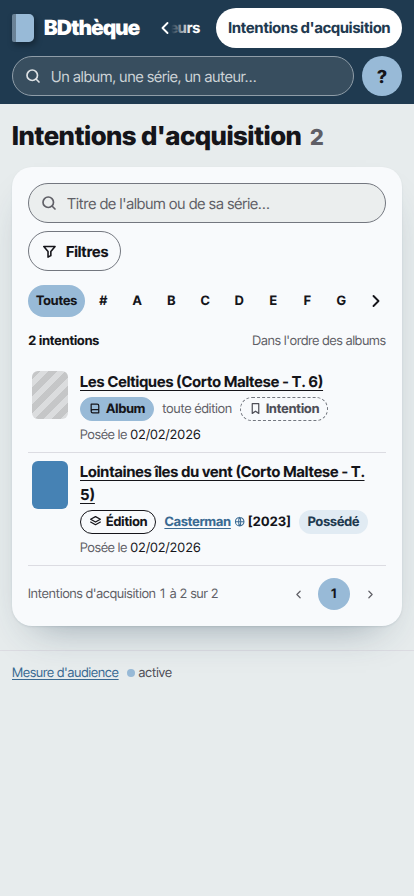 BDthèque
Intentions d'acquisition
Un album, une série, un auteur...
?
Intentions d'acquisition 2
Titre de l'album ou de sa série...
Filtres
Toutes # A B C D E F G
2 intentions
Dans l'ordre des albums
Les Celtiques (Corto Maltese - T. 6)
Album toute édition Intention
Posée le 02/02/2026
Lointaines îles du vent (Corto Maltese - T.
5)
Édition Casterman [2023] Possédé
Posée le 02/02/2026
Intentions d'acquisition 1 à 2 sur 2
1
Mesure d'audience active